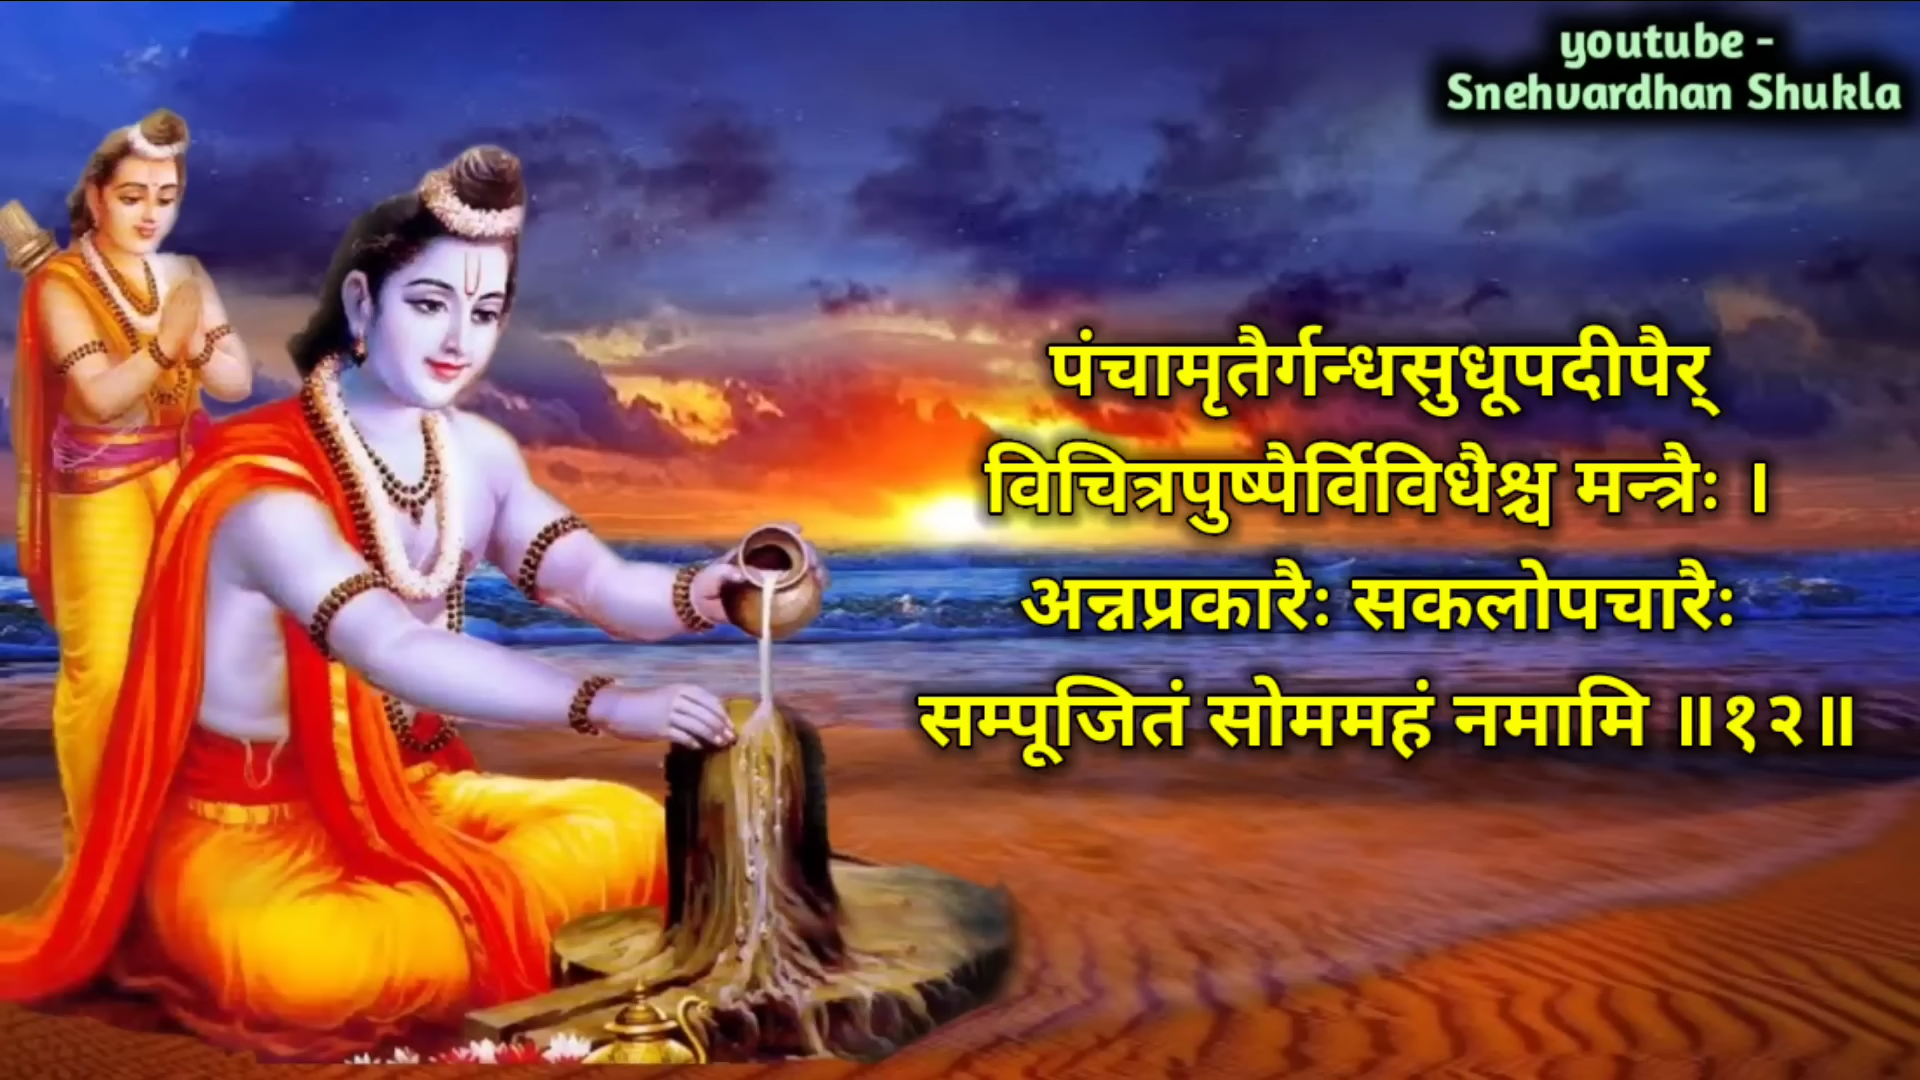 youtube -
Snehvardhan Shukla
पंचामृतैर्गन्धसुधूपदीपैर्
विचित्रपुष्पैर्विविधैश्च मन्त्रैः ।
अन्नप्रकारैः सकलोपचारैः
सम्पूजितं सोममहं नमामि ॥१२॥